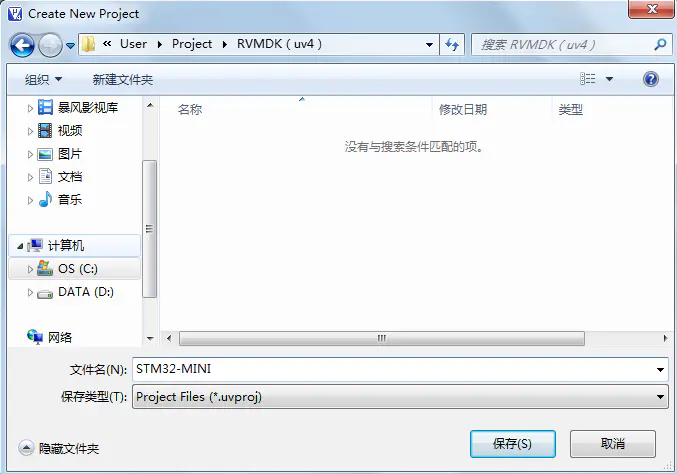 Create New Project
« User Project RVMDK（uv4） 搜索 RVMDK（uv4）
组织 新建文件夹
名称 修改日期 类型
没有与搜索条件匹配的项。
暴风影视库
视频
图片
文档
音乐
计算机
OS (C:)
DATA (D:)
网络
文件名(N): STM32-MINI
保存类型(T): Project Files (*.uvproj)
隐藏文件夹 保存(S) 取消